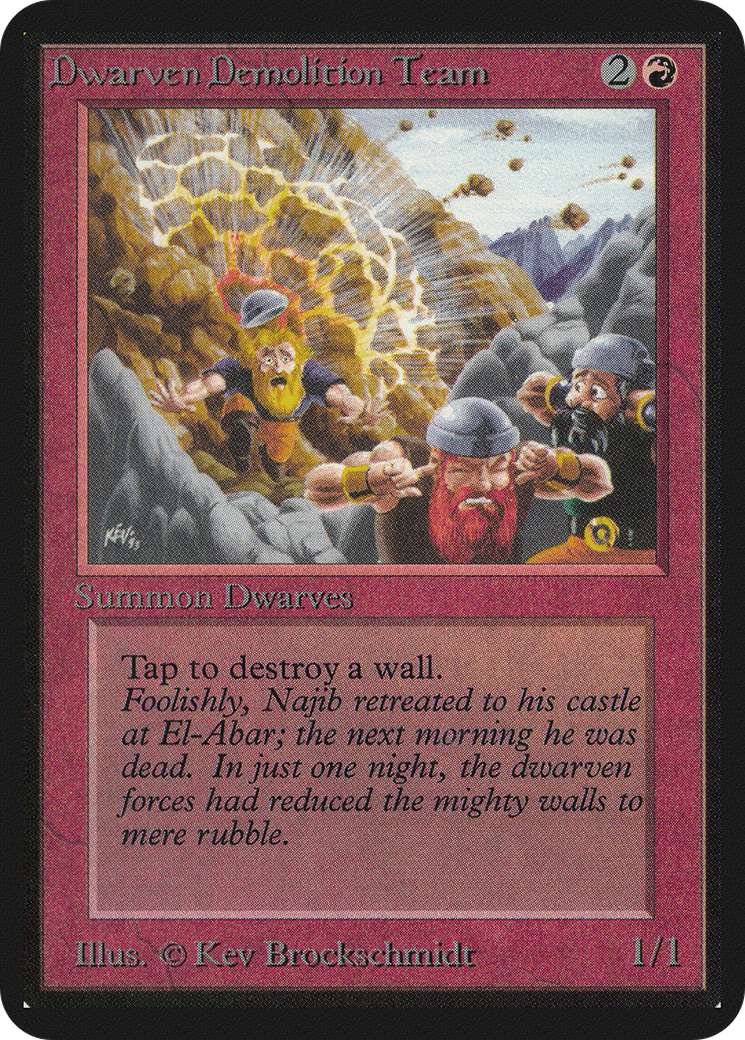 Dwarven Demolition Team 2
KEV '93
Summon Dwarves
Tap to destroy a wall.
Foolishly, Najib retreated to his castle
at El-Abar; the next morning he was
dead. In just one night, the dwarven
forces had reduced the mighty walls to
mere rubble.
Illus. © Kev Brockschmidt 1/1